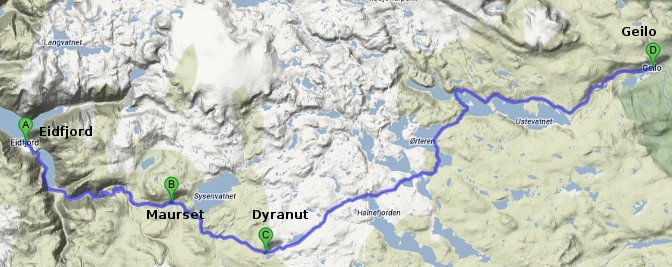 Geilo
D
Geilo
Langvatnet
A
Eidfjord
Eidfjord
Ustevatnet
Ørteren
B
Sysenvatnet
Maurset
Dyranut
C
Halnefjorden